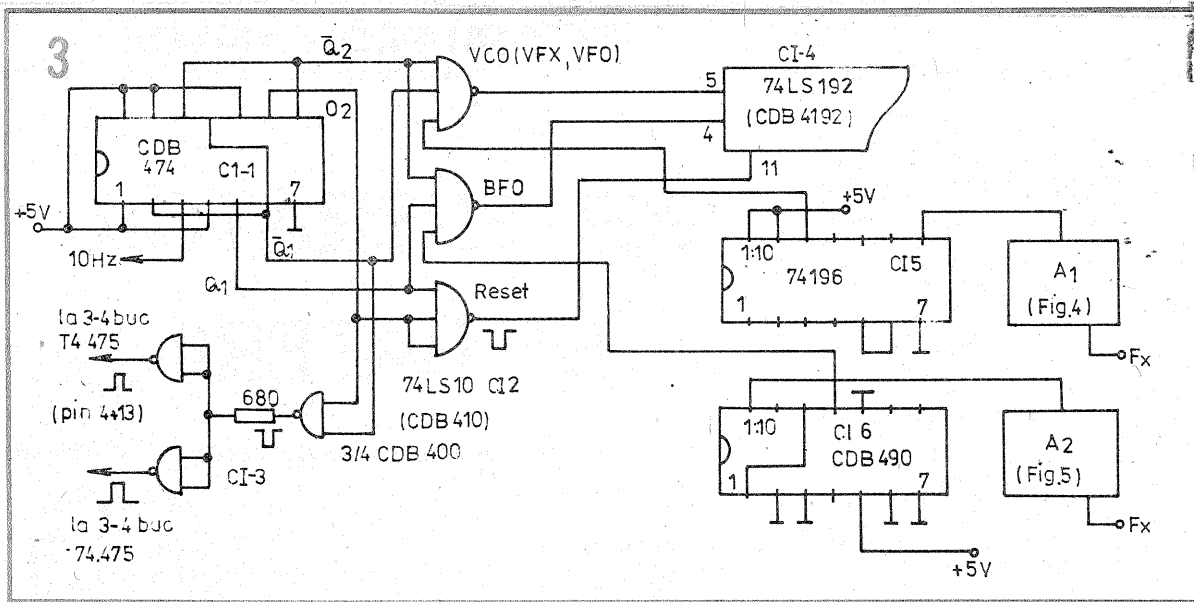 3
Q̄2
O2
CDB
474
C1-1
1
7
+5V
10Hz
Q̄1
Q1
VCO(VFX,VFO)
BFO
Reset
74LS10 CI2
(CDB 410)
3/4 CDB 400
la 3-4 buc
T4 475
(pin 4+13)
680
CI-3
la 3-4 buc
74.475
CI-4
74LS192
(CDB 4192)
5
4
11
+5V
1:10
CI5
74196
1
7
A1
(Fig.4)
Fx
1:10
CI 6
CDB 490
1
7
A2
(Fig.5)
Fx
+5V